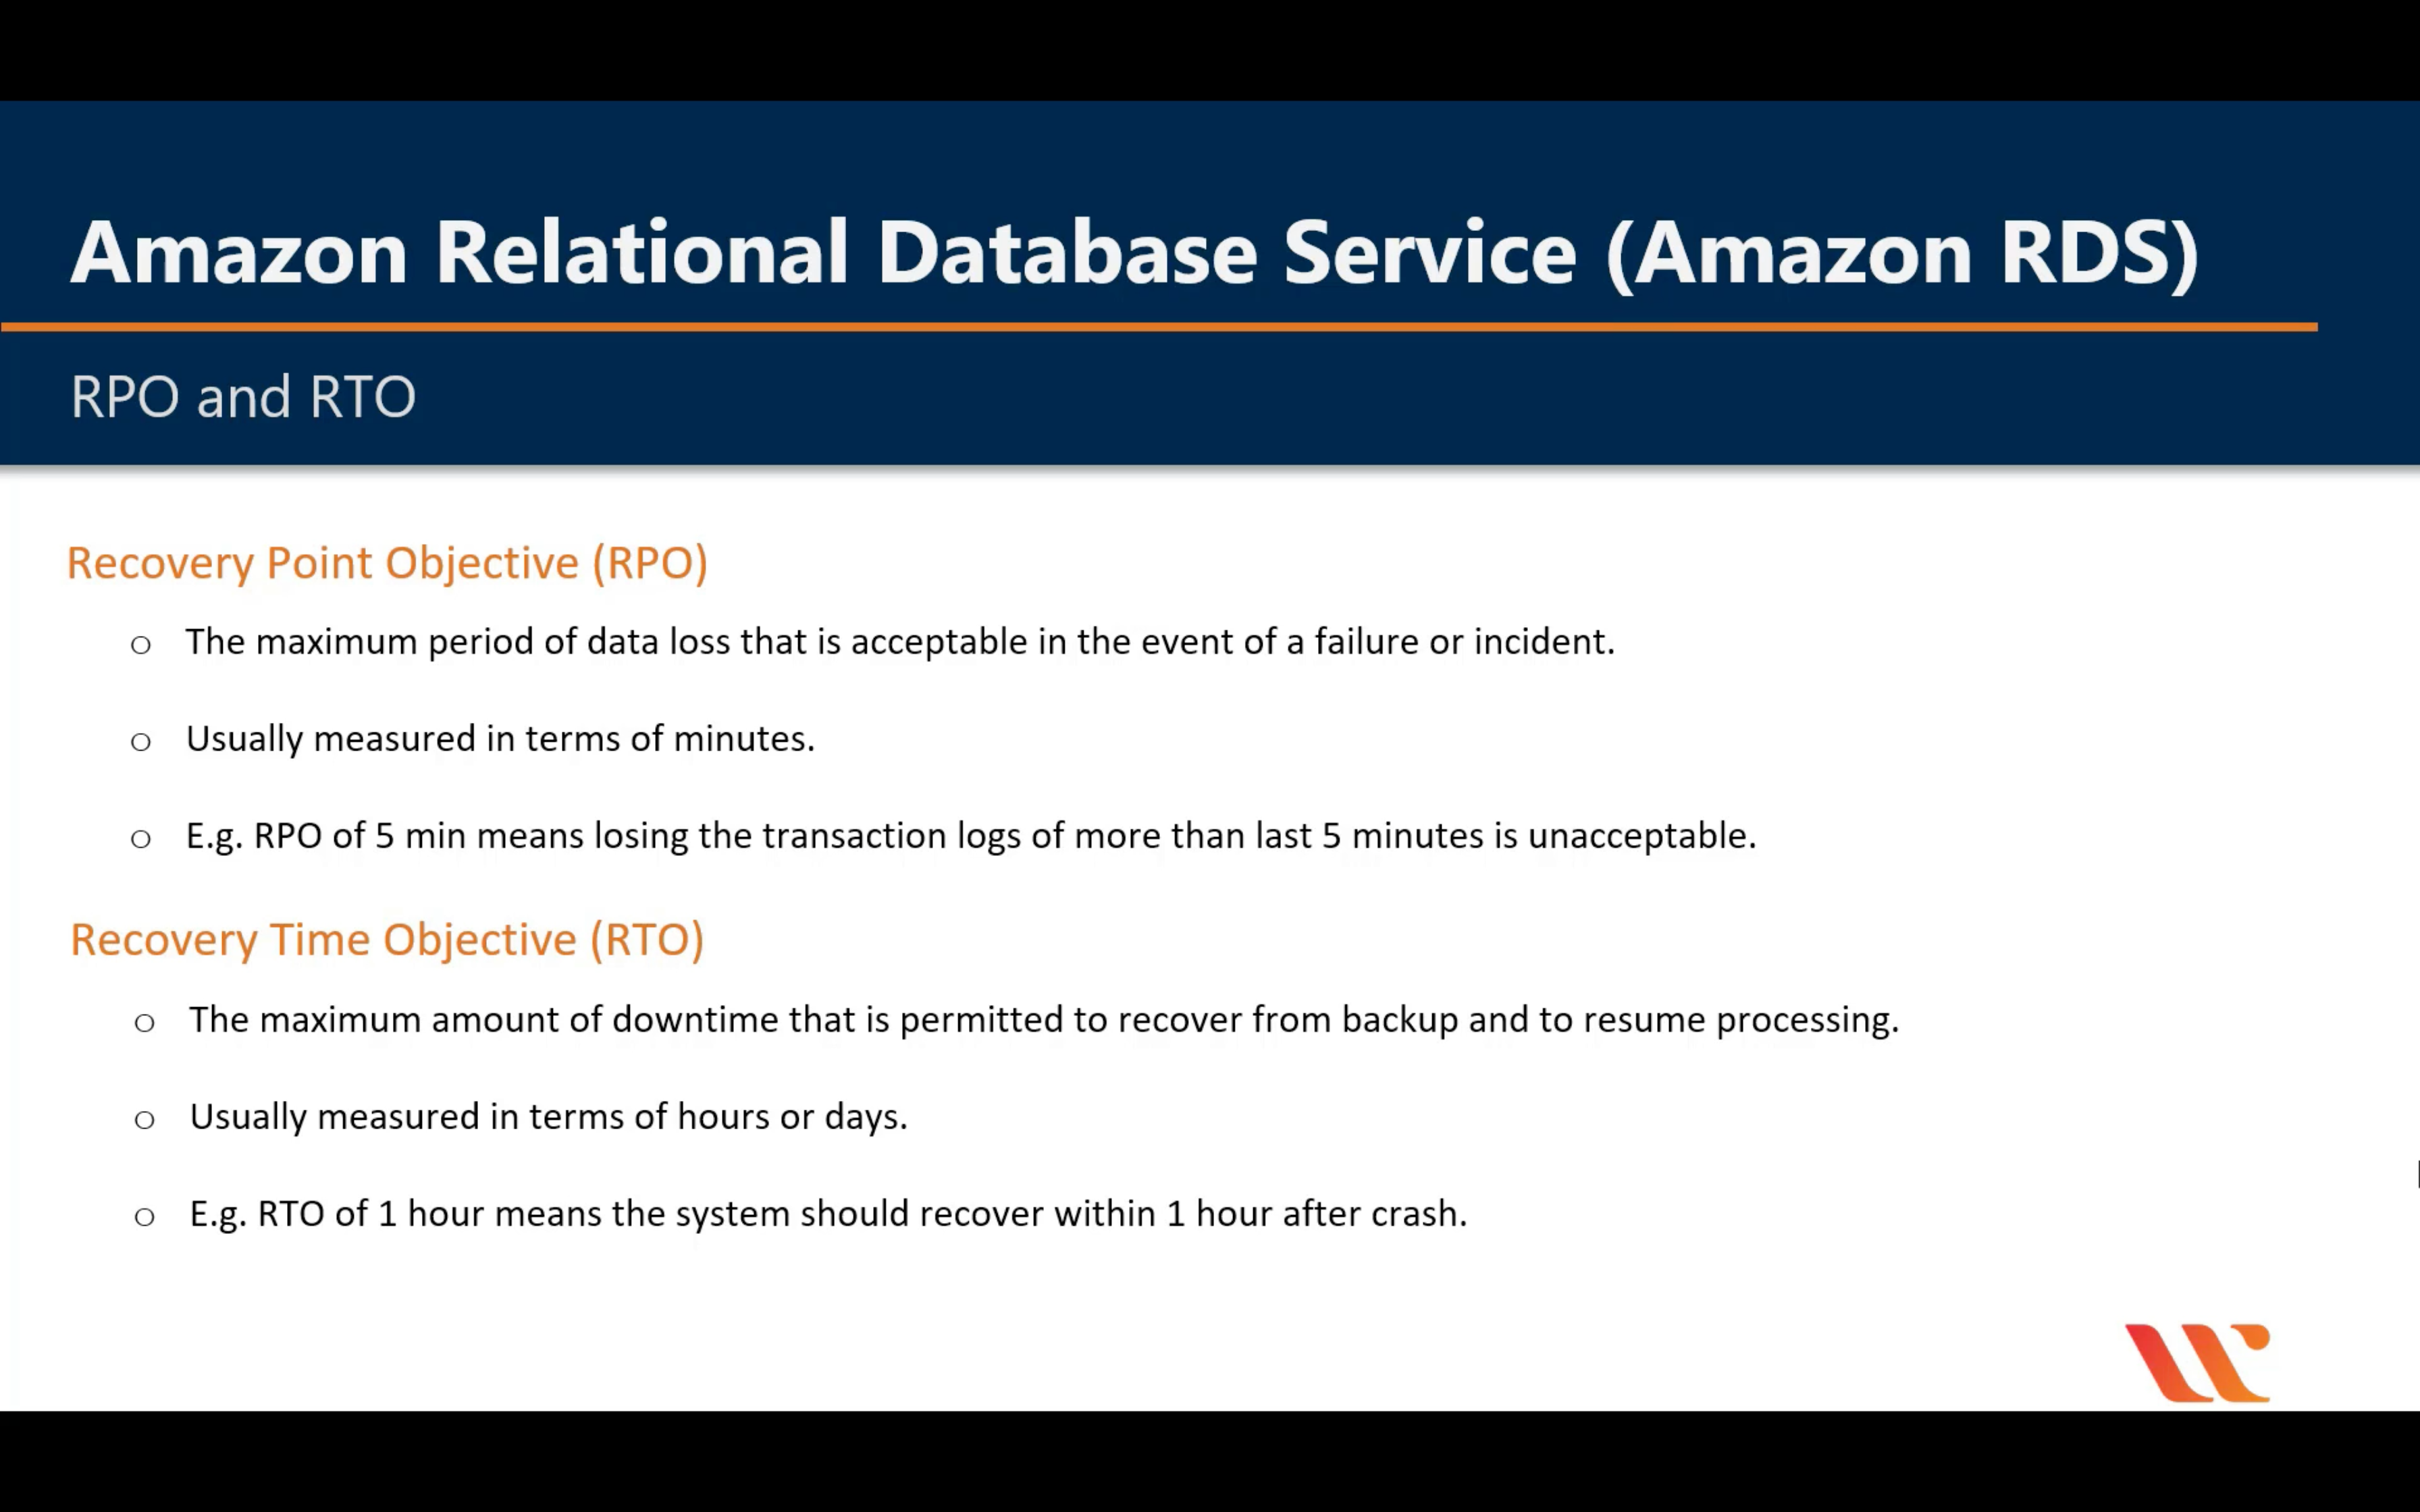 Amazon Relational Database Service (Amazon RDS)
RPO and RTO
Recovery Point Objective (RPO)
o The maximum period of data loss that is acceptable in the event of a failure or incident.
o Usually measured in terms of minutes.
o E.g. RPO of 5 min means losing the transaction logs of more than last 5 minutes is unacceptable.
Recovery Time Objective (RTO)
o The maximum amount of downtime that is permitted to recover from backup and to resume processing.
o Usually measured in terms of hours or days.
o E.g. RTO of 1 hour means the system should recover within 1 hour after crash.